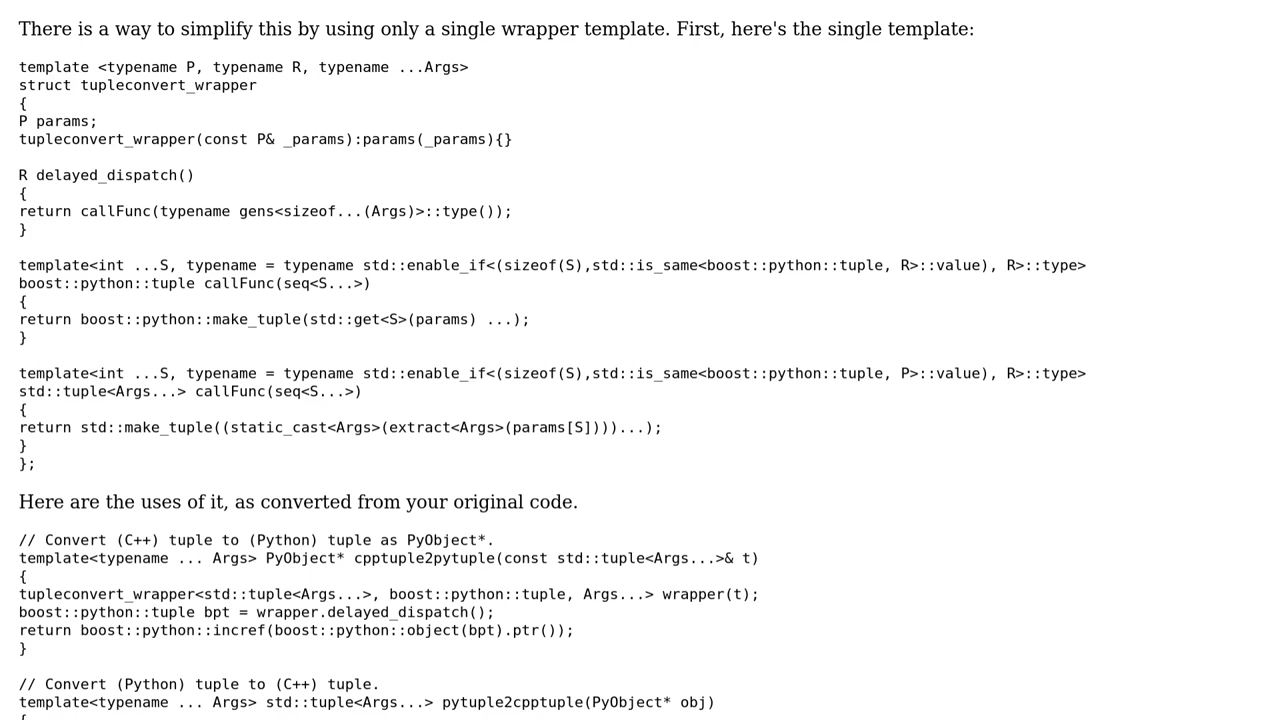 There is a way to simplify this by using only a single wrapper template. First, here's the single template:
template <typename P, typename R, typename ...Args>
struct tupleconvert_wrapper
{
P params;
tupleconvert_wrapper(const P& _params):params(_params){}
R delayed_dispatch()
{
return callFunc(typename gens<sizeof...(Args)>::type());
}
template<int ...S, typename = typename std::enable_if<(sizeof(S),std::is_same<boost::python::tuple, R>::value), R>::type>
boost::python::tuple callFunc(seq<S...>)
{
return boost::python::make_tuple(std::get<S>(params) ...);
}
template<int ...S, typename = typename std::enable_if<(sizeof(S),std::is_same<boost::python::tuple, P>::value), R>::type>
std::tuple<Args...> callFunc(seq<S...>)
{
return std::make_tuple((static_cast<Args>(extract<Args>(params[S])))...);
}
};
Here are the uses of it, as converted from your original code.
// Convert (C++) tuple to (Python) tuple as PyObject*.
template<typename ... Args> PyObject* cpptuple2pytuple(const std::tuple<Args...>& t)
{
tupleconvert_wrapper<std::tuple<Args...>, boost::python::tuple, Args...> wrapper(t);
boost::python::tuple bpt = wrapper.delayed_dispatch();
return boost::python::incref(boost::python::object(bpt).ptr());
}
// Convert (Python) tuple to (C++) tuple.
template<typename ... Args> std::tuple<Args...> pytuple2cpptuple(PyObject* obj)
{